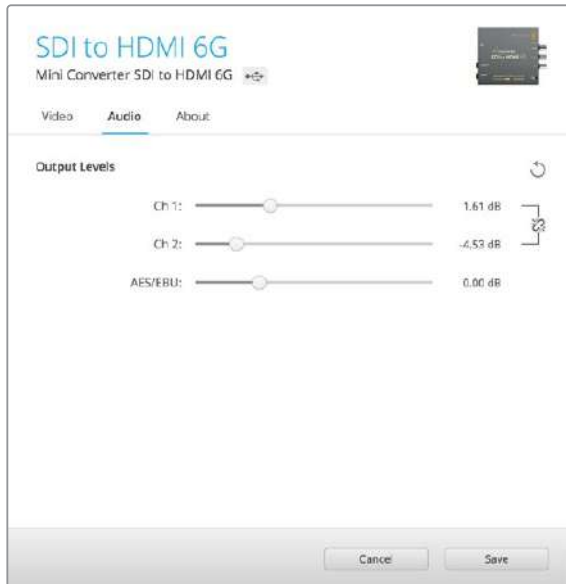 SDI to HDMI 6G
Mini Converter SDI to HDMI 6G
Video Audio About
Output Levels
Ch 1: 1.61 dB
Ch 2: -4.53 dB
AES/EBU: 0.00 dB
Cancel Save